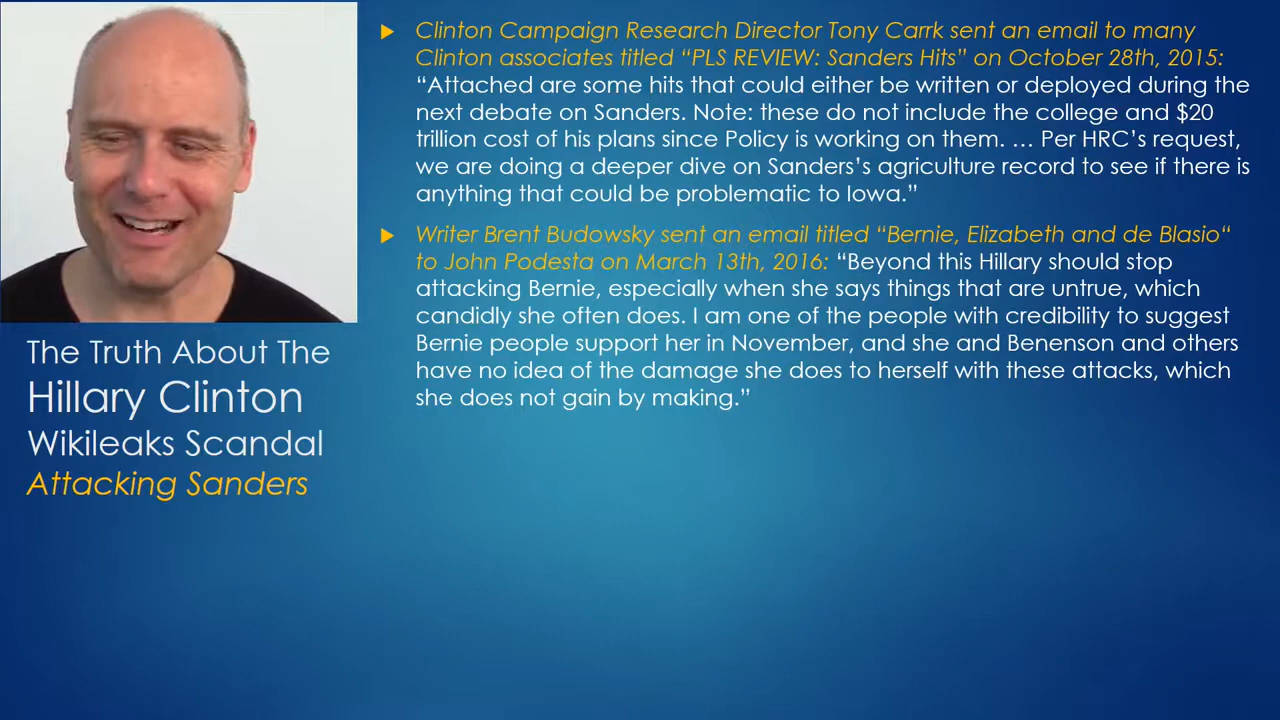 The Truth About The
Hillary Clinton
Wikileaks Scandal
Attacking Sanders
Clinton Campaign Research Director Tony Carrk sent an email to many
Clinton associates titled “PLS REVIEW: Sanders Hits” on October 28th, 2015:
“Attached are some hits that could either be written or deployed during the
next debate on Sanders. Note: these do not include the college and $20
trillion cost of his plans since Policy is working on them. … Per HRC’s request,
we are doing a deeper dive on Sanders’s agriculture record to see if there is
anything that could be problematic to Iowa.”
Writer Brent Budowsky sent an email titled “Bernie, Elizabeth and de Blasio“
to John Podesta on March 13th, 2016: “Beyond this Hillary should stop
attacking Bernie, especially when she says things that are untrue, which
candidly she often does. I am one of the people with credibility to suggest
Bernie people support her in November, and she and Benenson and others
have no idea of the damage she does to herself with these attacks, which
she does not gain by making.”